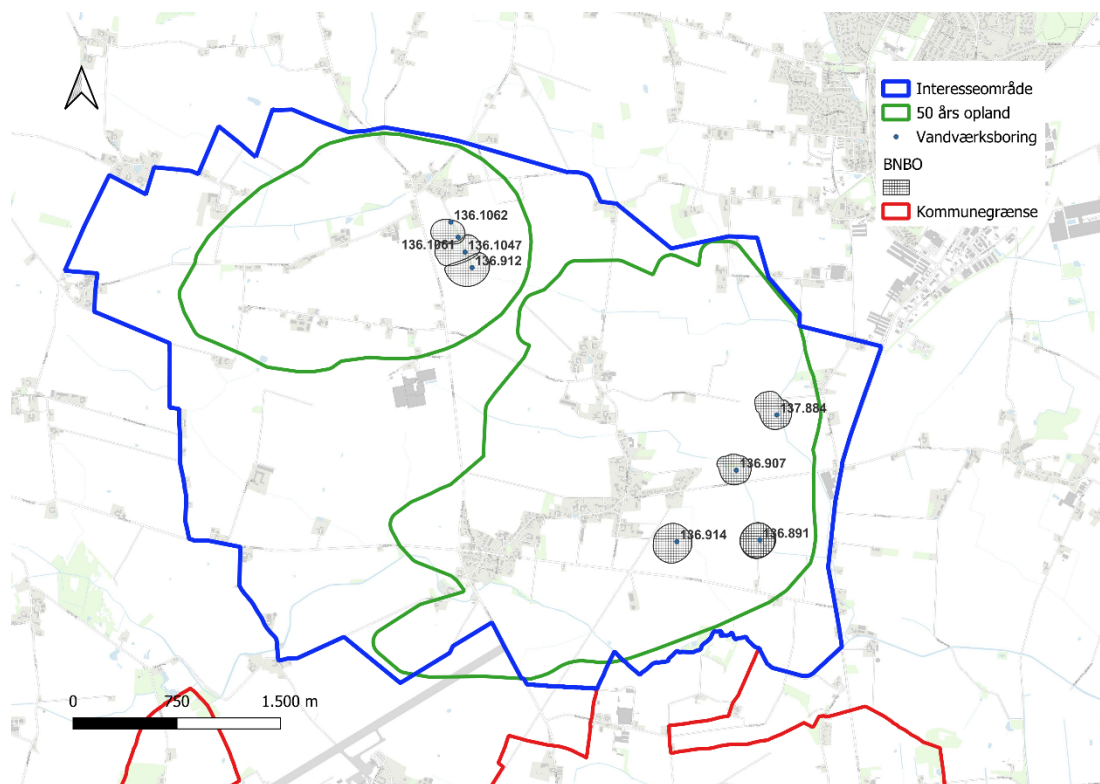 Interesseområde
50 års opland
Vandværksboring
BNBO
Kommunegrænse
136.1062
136.1061
136.1047
136.912
137.884
136.907
136.914
136.891
0
750
1.500 m